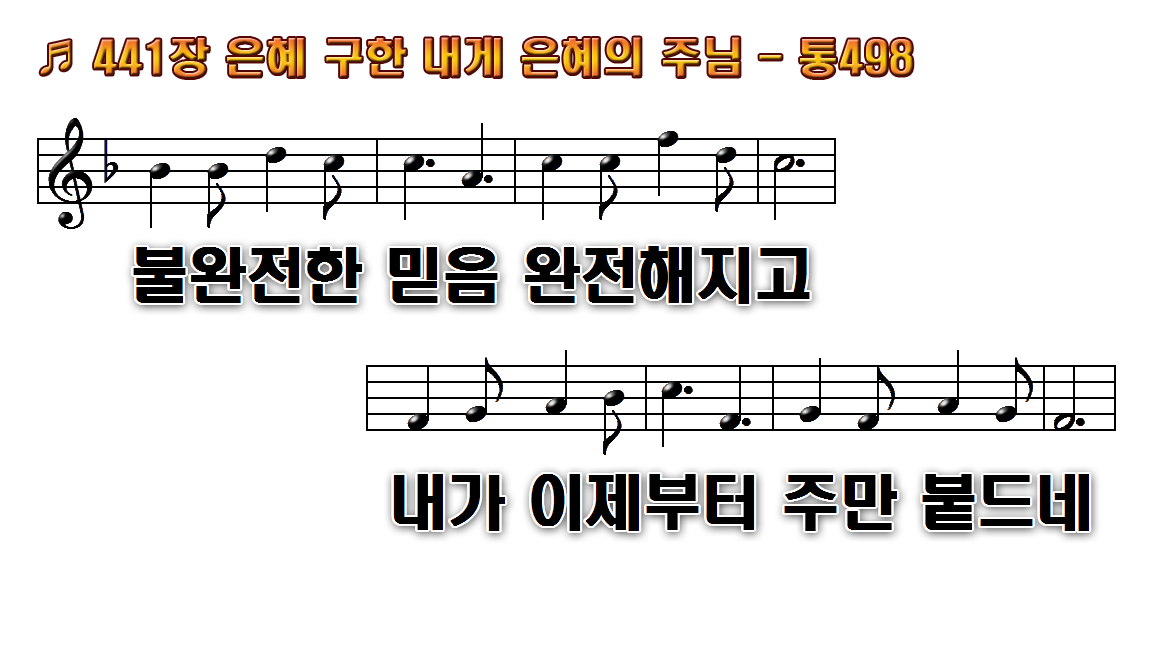 ♬ 441장 은혜 구한 내게 은혜의 주님 - 통498
불완전한 믿음 완전해지고
내가 이제부터 주만 붙드네